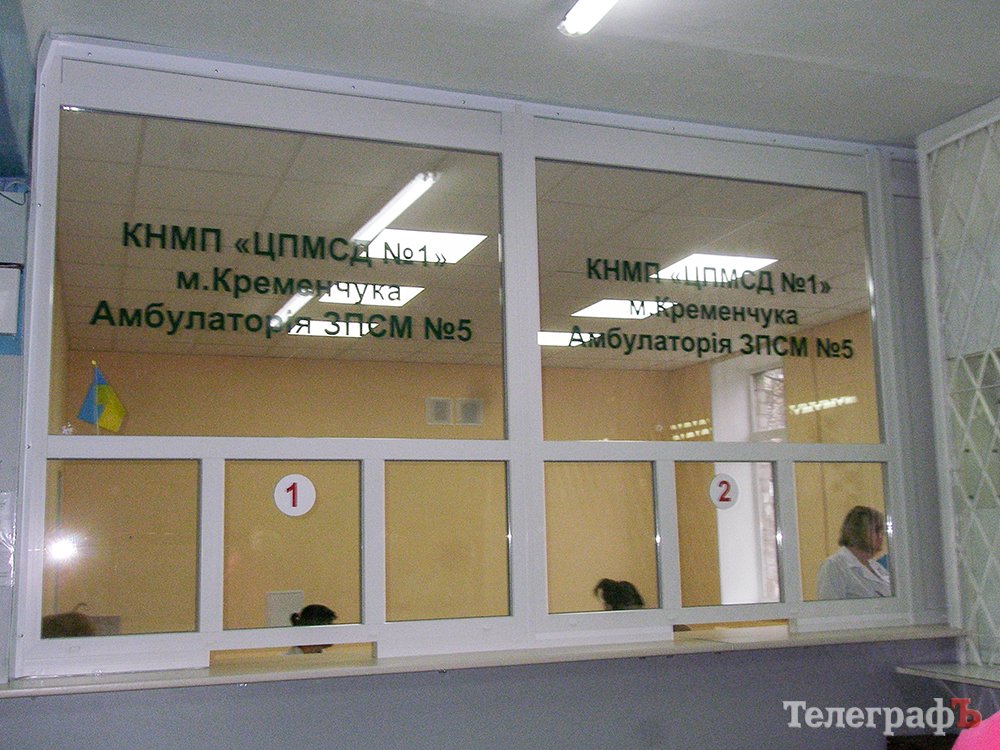 КНМП «ЦПМСД №1»
м.Кременчука
Амбулаторія ЗПСМ №5
КНМП «ЦПМСД №1»
м.Кременчука
Амбулаторія ЗПСМ №5
1
2
ТелеграфЪ